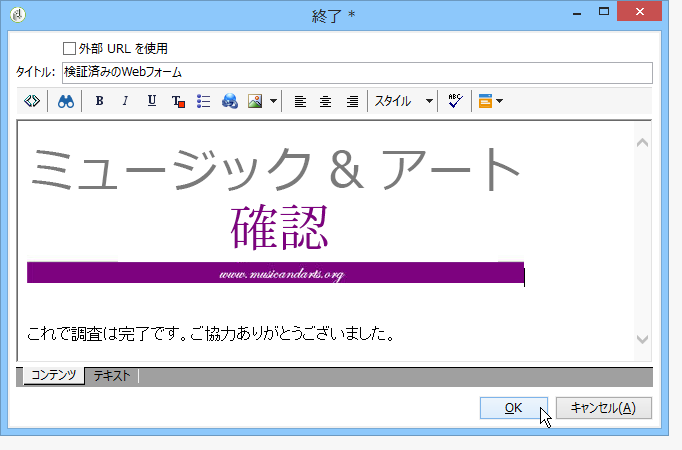 終了 *
外部 URL を使用
タイトル: 検証済みのWebフォーム
B I U T スタイル ABC
ミュージック & アート
確認
www.musicandarts.org
これで調査は完了です。ご協力ありがとうございました。
コンテンツ テキスト
OK キャンセル(A)